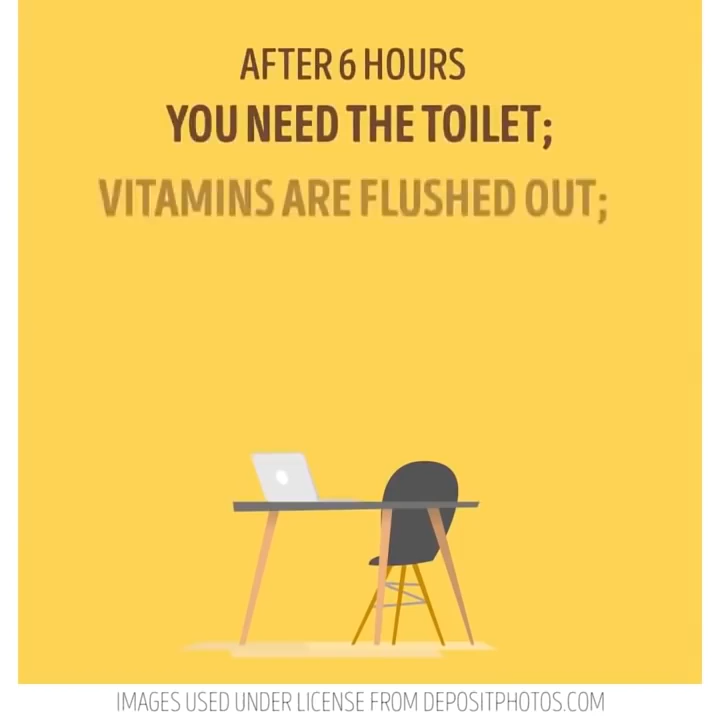 AFTER 6 HOURS
YOU NEED THE TOILET;
VITAMINS ARE FLUSHED OUT;
IMAGES USED UNDER LICENSE FROM DEPOSITPHOTOS.COM